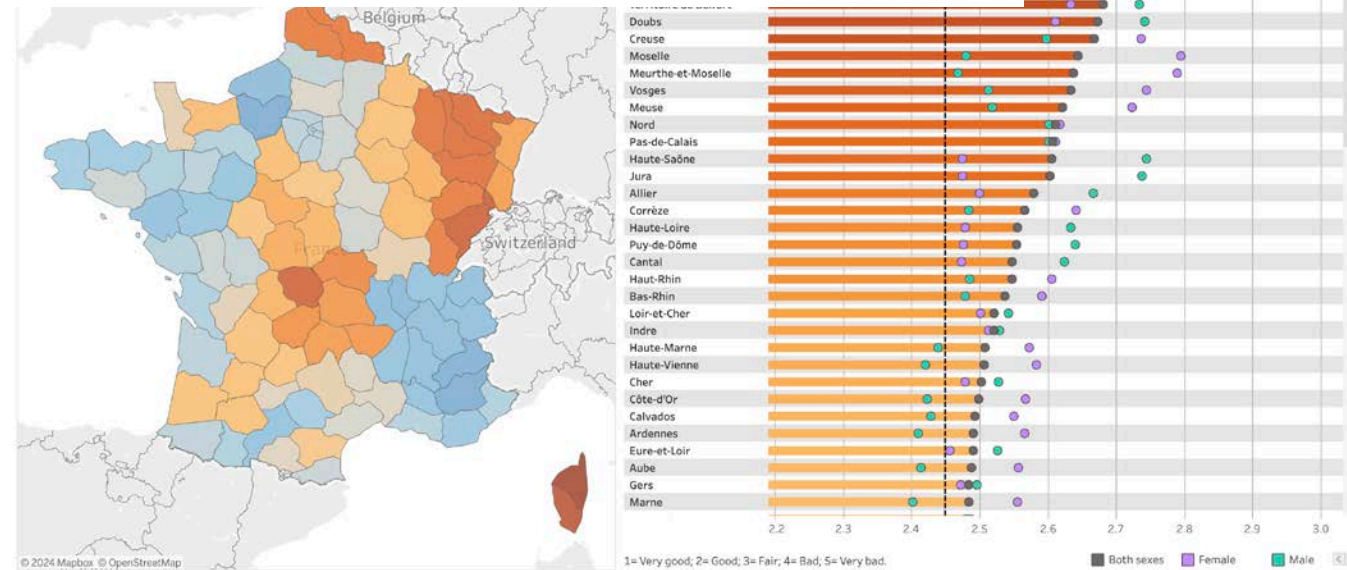 Belgium
France
Switzerland
© 2024 Mapbox © OpenStreetMap
Doubs
Creuse
Moselle
Meurthe-et-Moselle
Vosges
Meuse
Nord
Pas-de-Calais
Haute-Saône
Jura
Allier
Corrèze
Haute-Loire
Puy-de-Dôme
Cantal
Haut-Rhin
Bas-Rhin
Loir-et-Cher
Indre
Haute-Marne
Haute-Vienne
Cher
Côte-d'Or
Calvados
Ardennes
Eure-et-Loir
Aube
Gers
Marne
2.2 2.3 2.4 2.5 2.6 2.7 2.8 2.9 3.0
1= Very good; 2= Good; 3= Fair; 4= Bad; 5= Very bad.
Both sexes Female Male